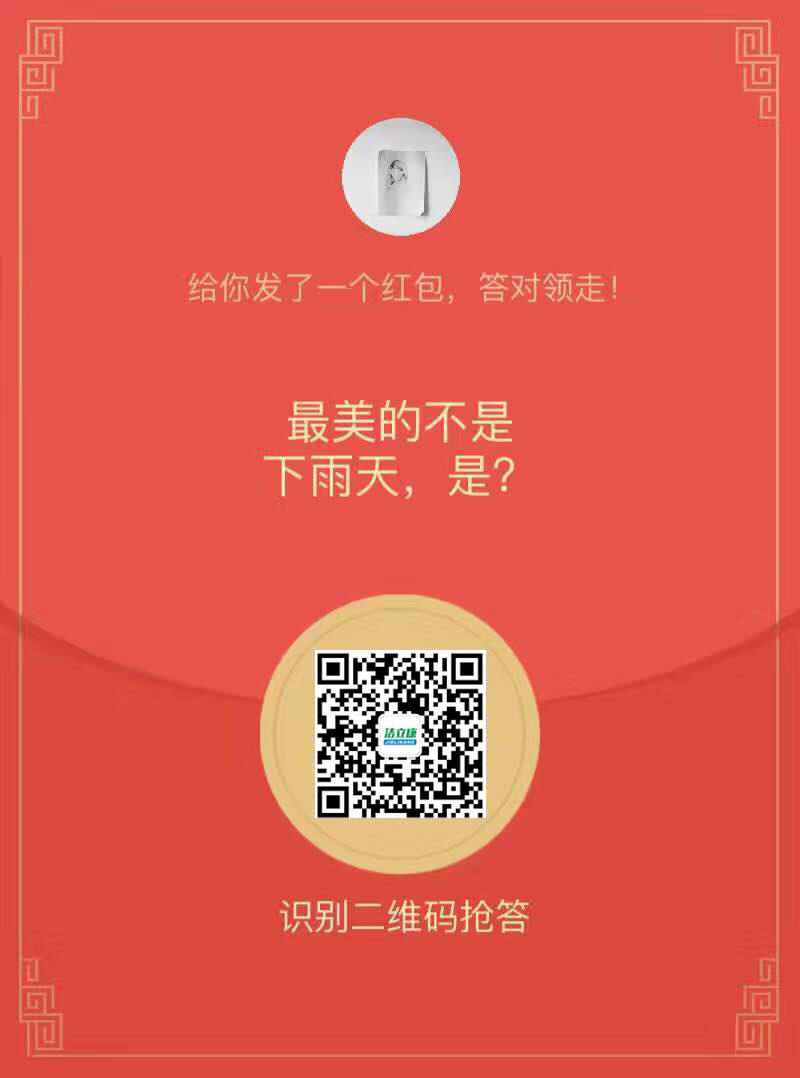 给你发了一个红包，答对领走！
最美的不是
下雨天，是？
洁立康
JIELIKANG
识别二维码抢答